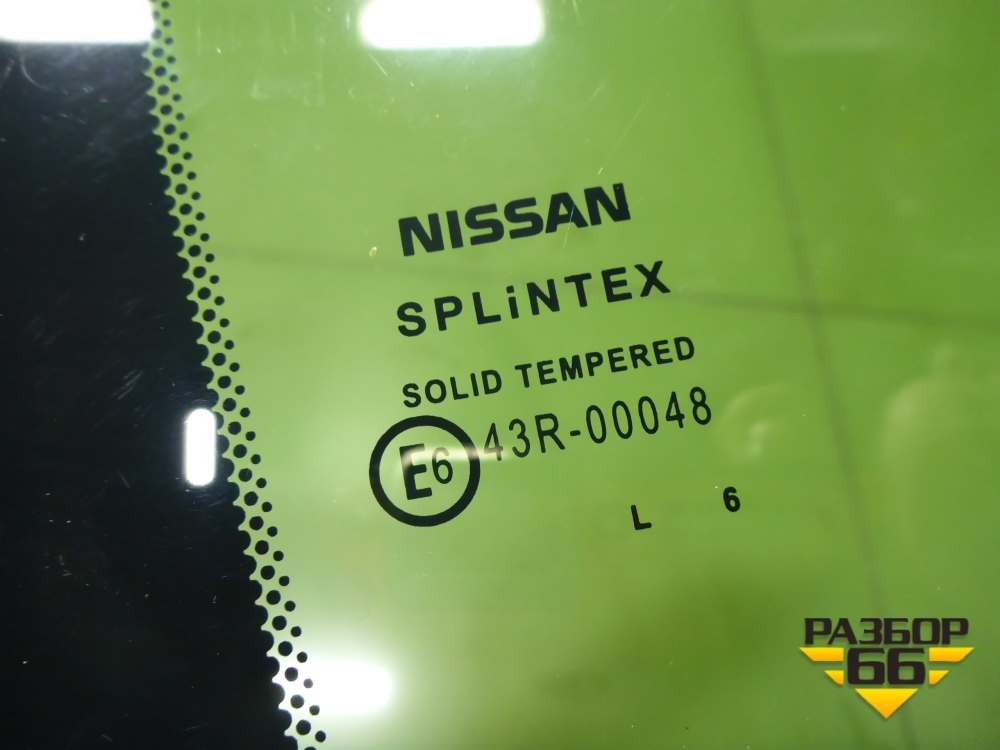 NISSAN
SPLiNTEX
SOLID TEMPERED
E6 43R-00048
L 6
РАЗБОР
66